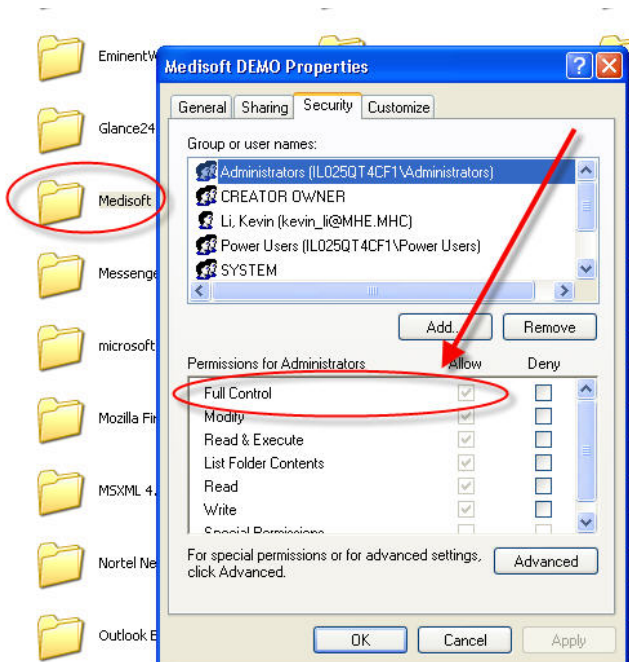 EminentW
Glance24
Medisoft
Messenge
microsoft
Mozilla Fir
MSXML 4.
Nortel Ne
Outlook E
Medisoft DEMO Properties
General Sharing Security Customize
Group or user names:
Administrators (IL025QT4CF1\Administrators)
CREATOR OWNER
Li, Kevin (kevin_li@MHE.MHC)
Power Users (IL025QT4CF1\Power Users)
SYSTEM
Add... Remove
Permissions for Administrators Allow Deny
Full Control
Modify
Read & Execute
List Folder Contents
Read
Write
Special Permissions
For special permissions or for advanced settings,
click Advanced.
Advanced
OK Cancel Apply